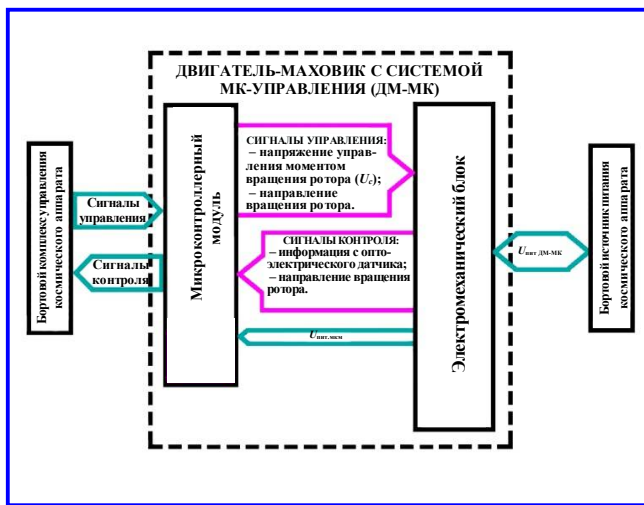 ДВИГАТЕЛЬ-МАХОВИК С СИСТЕМОЙ
МК-УПРАВЛЕНИЯ (ДМ-МК)
Бортовой комплекс управления
космического аппарата
Сигналы
управления
Сигналы
контроля
Микроконтроллерный
модуль
СИГНАЛЫ УПРАВЛЕНИЯ:
– напряжение управ-
ления моментом
вращения ротора (Uc);
– направление
вращения ротора.
СИГНАЛЫ КОНТРОЛЯ:
– информация с опто-
электрического датчика;
– направление вращения
ротора.
Uпит.мкм
Электромеханический блок
Uпит ДМ-МК
Бортовой источник питания
космического аппарата